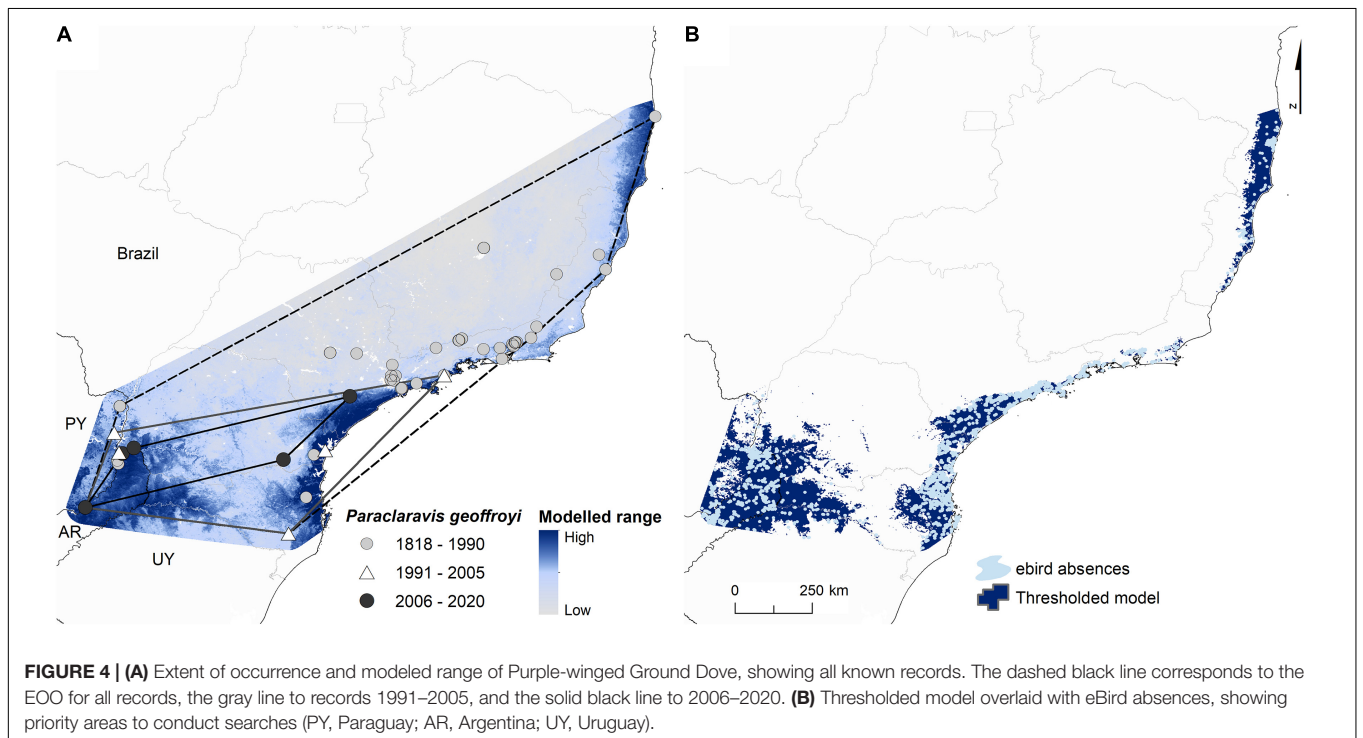 A
B
N
Brazil
PY
AR
UY
Paraclaravis geoffroyi
1818 - 1990
1991 - 2005
2006 - 2020
Modelled range
High
Low
0 250 km
ebird absences
Thresholded model
FIGURE 4 | (A) Extent of occurrence and modeled range of Purple-winged Ground Dove, showing all known records. The dashed black line corresponds to the
EOO for all records, the gray line to records 1991–2005, and the solid black line to 2006–2020. (B) Thresholded model overlaid with eBird absences, showing
priority areas to conduct searches (PY, Paraguay; AR, Argentina; UY, Uruguay).